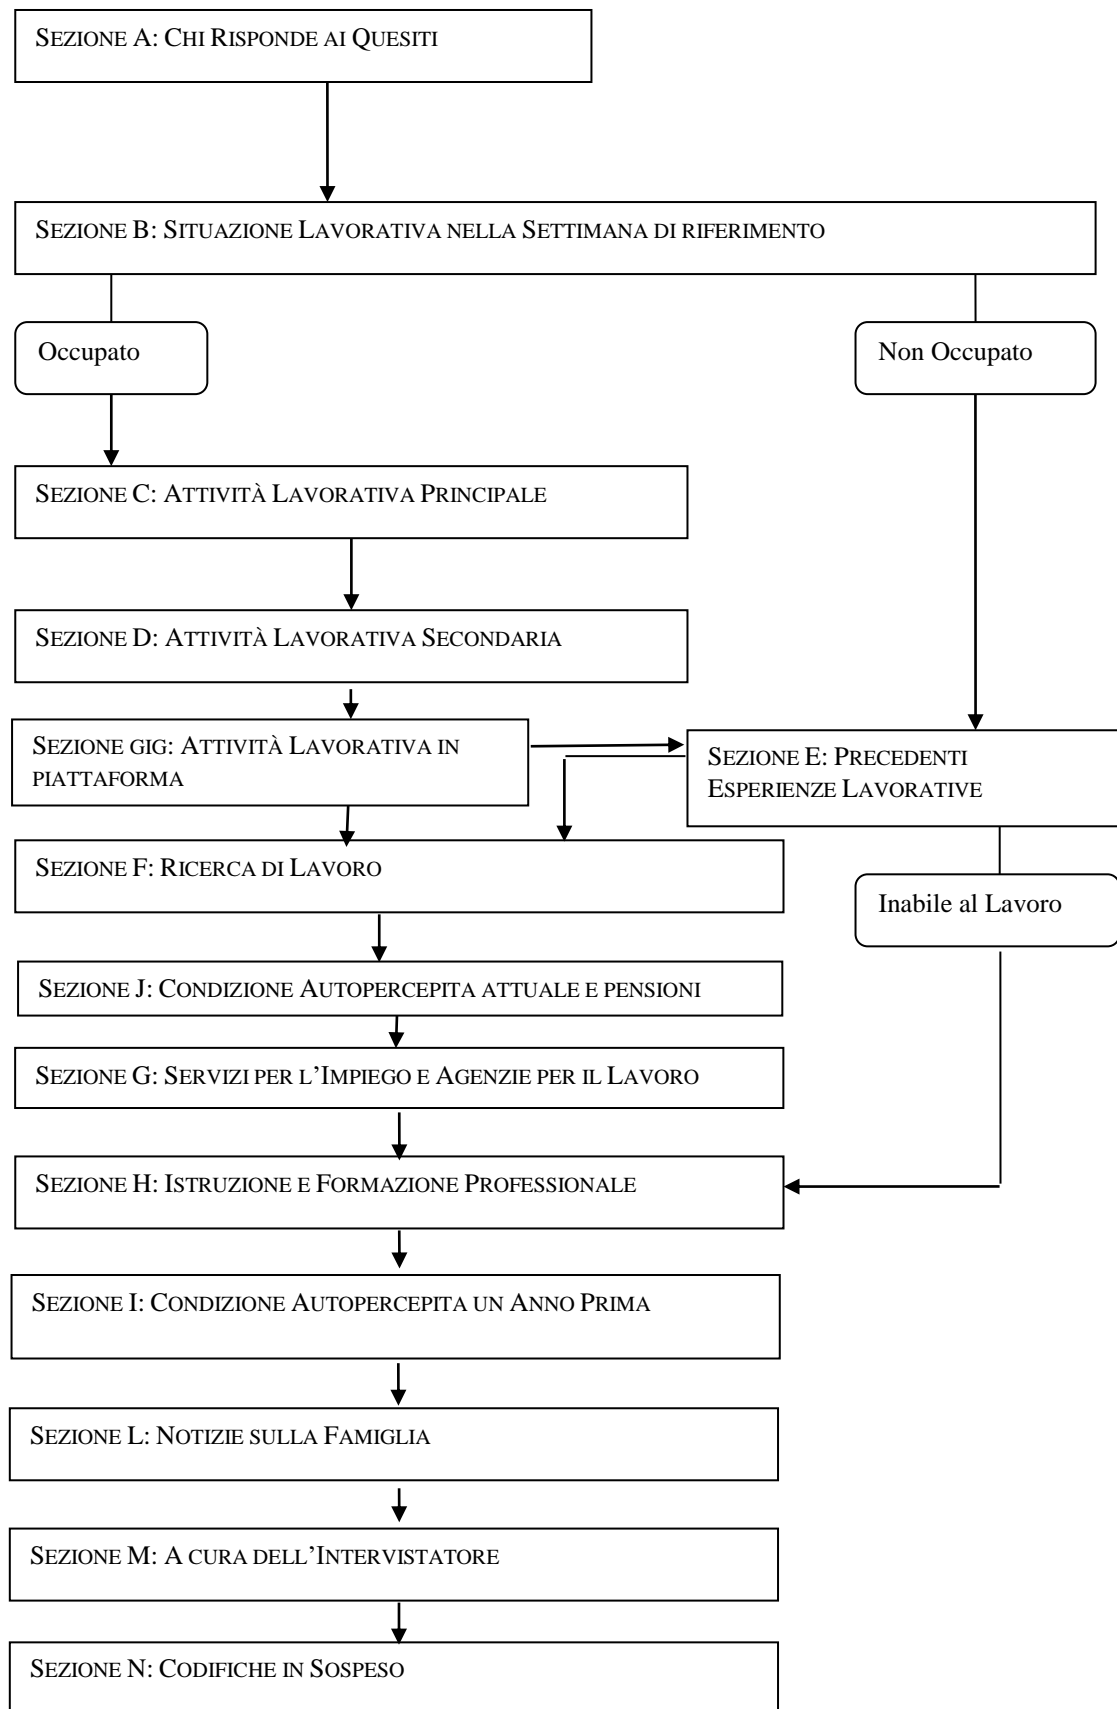 SEZIONE A: CHI RISPONDE AI QUESITI
SEZIONE B: SITUAZIONE LAVORATIVA NELLA SETTIMANA DI RIFERIMENTO
Occupato
Non Occupato
SEZIONE C: ATTIVITÀ LAVORATIVA PRINCIPALE
SEZIONE D: ATTIVITÀ LAVORATIVA SECONDARIA
SEZIONE GIG: ATTIVITÀ LAVORATIVA IN
PIATTAFORMA
SEZIONE E: PRECEDENTI
ESPERIENZE LAVORATIVE
SEZIONE F: RICERCA DI LAVORO
Inabile al Lavoro
SEZIONE J: CONDIZIONE AUTOPERCEPITA ATTUALE E PENSIONI
SEZIONE G: SERVIZI PER L'IMPIEGO E AGENZIE PER IL LAVORO
SEZIONE H: ISTRUZIONE E FORMAZIONE PROFESSIONALE
SEZIONE I: CONDIZIONE AUTOPERCEPITA UN ANNO PRIMA
SEZIONE L: NOTIZIE SULLA FAMIGLIA
SEZIONE M: A CURA DELL'INTERVISTATORE
SEZIONE N: CODIFICHE IN SOSPESO